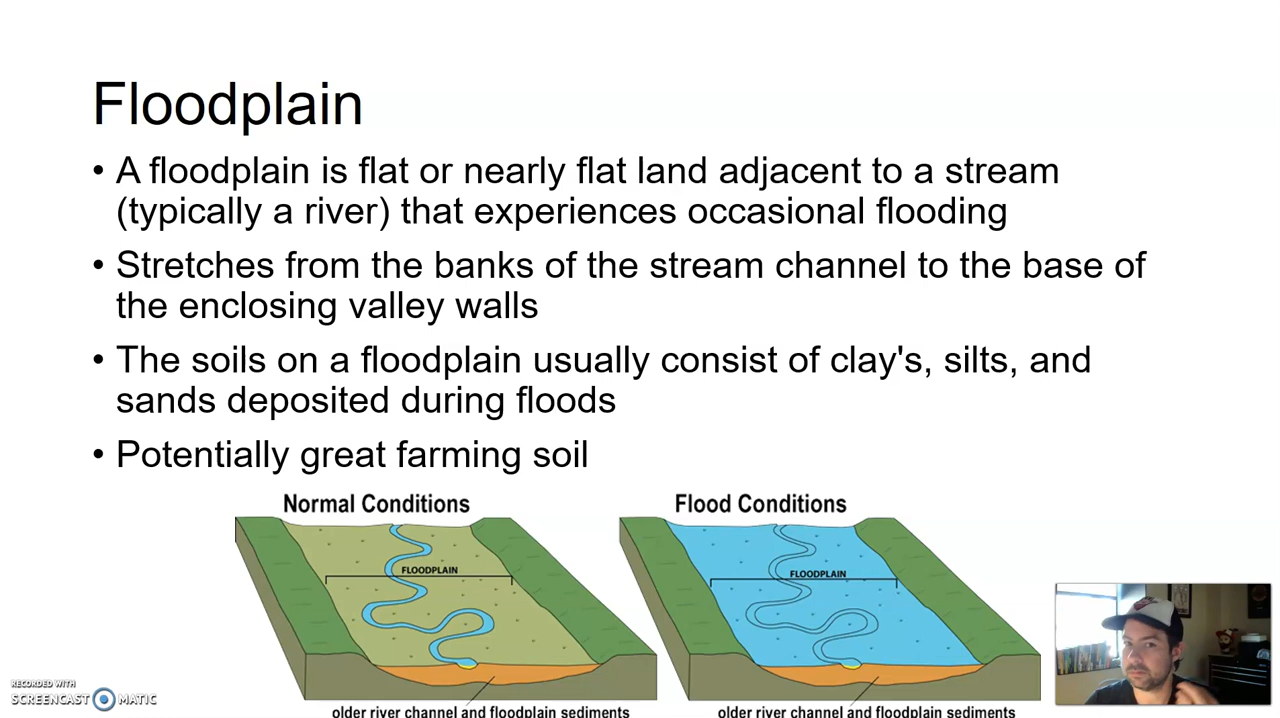 Floodplain
• A floodplain is flat or nearly flat land adjacent to a stream
(typically a river) that experiences occasional flooding
• Stretches from the banks of the stream channel to the base of
the enclosing valley walls
• The soils on a floodplain usually consist of clay's, silts, and
sands deposited during floods
• Potentially great farming soil
Normal Conditions
Flood Conditions
FLOODPLAIN
FLOODPLAIN
older river channel and floodplain sediments
older river channel and floodplain sediments
RECORDED WITH
SCREENCAST MATIC